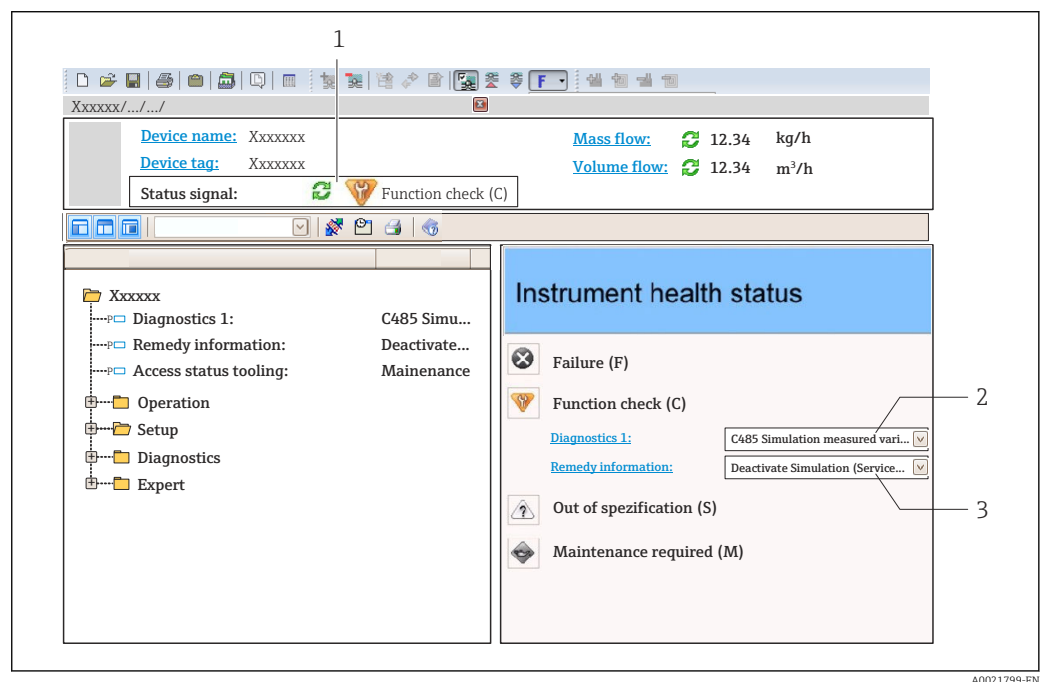 1
F
Xxxxxx/.../.../
Device name: Xxxxxxx
Mass flow: 12.34 kg/h
Device tag: Xxxxxxx
Volume flow: 12.34 m³/h
Status signal: Function check (C)
Xxxxxx
P Diagnostics 1: C485 Simu...
P Remedy information: Deactivate...
P Access status tooling: Mainenance
Operation
Setup
Diagnostics
Expert
Instrument health status
Failure (F)
Function check (C)
2
Diagnostics 1: C485 Simulation measured vari...
Remedy information: Deactivate Simulation (Service...
Out of spezification (S)
3
Maintenance required (M)
A0021799-EN